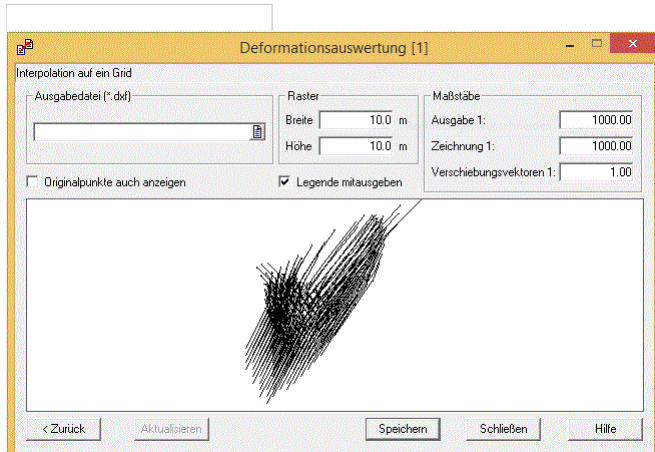 Deformationsauswertung [1]
Interpolation auf ein Grid
Ausgabedatei (*.dxf)
Raster
Breite 10.0 m
Höhe 10.0 m
Maßstäbe
Ausgabe 1: 1000.00
Zeichnung 1: 1000.00
Verschiebungsvektoren 1: 1.00
Originalpunkte auch anzeigen
Legende mitausgeben
< Zurück
Aktualisieren
Speichern
Schließen
Hilfe